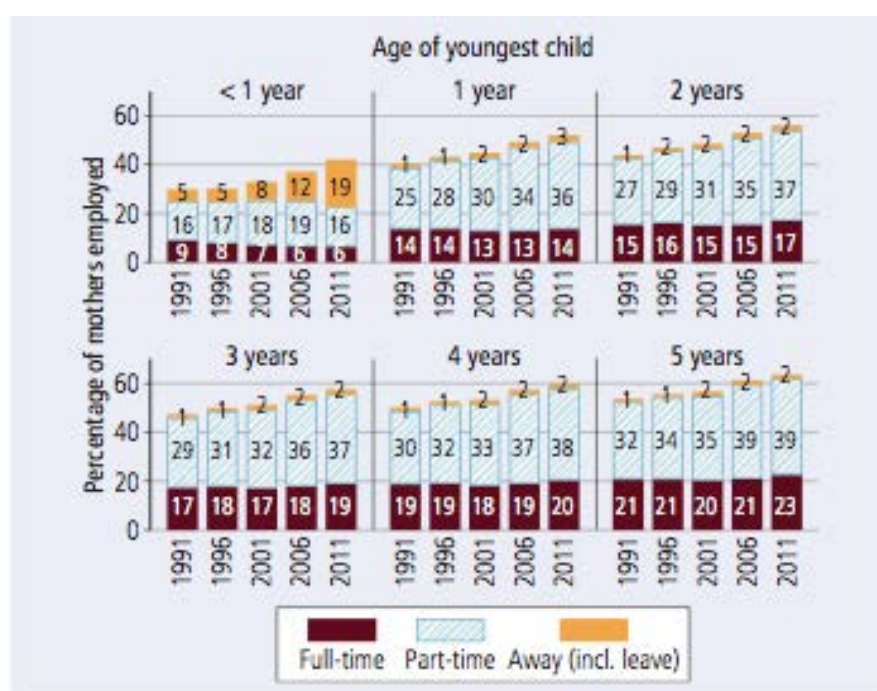 Age of youngest child
< 1 year 1 year 2 years
Percentage of mothers employed
60
40
20
0
5 5 8 12 19
16 17 18 19 16
9 8 7 6 6
1991 1996 2001 2006 2011
1 1 2 2 3
25 28 30 34 36
14 14 13 13 14
1991 1996 2001 2006 2011
1 2 2 2 2
27 29 31 35 37
15 16 15 15 17
1991 1996 2001 2006 2011
3 years 4 years 5 years
60
40
20
0
1 1 2 2 2
29 31 32 36 37
17 18 17 18 19
1991 1996 2001 2006 2011
1 1 2 2 2
30 32 33 37 38
19 19 18 19 20
1991 1996 2001 2006 2011
1 1 2 2 2
32 34 35 39 39
21 21 20 21 23
1991 1996 2001 2006 2011
Full-time Part-time Away (incl. leave)